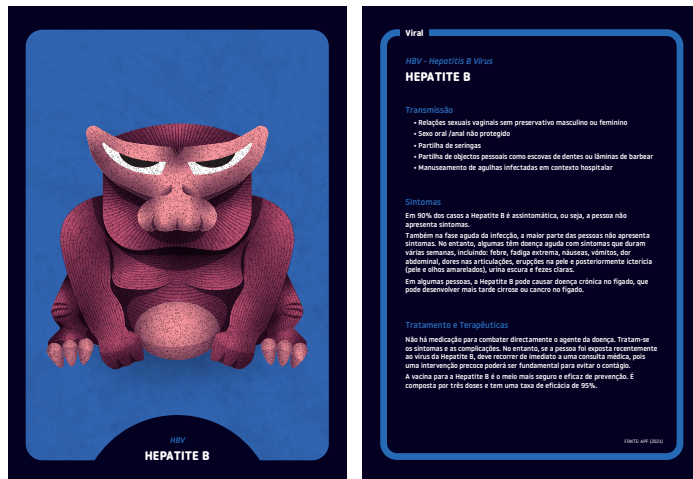 HBV
HEPATITE B
Viral
HBV - Hepatitis B Vírus
HEPATITE B
Transmissão
• Relações sexuais vaginais sem preservativo masculino ou feminino
• Sexo oral /anal não protegido
• Partilha de seringas
• Partilha de objectos pessoais como escovas de dentes ou lâminas de barbear
• Manuseamento de agulhas infectadas em contexto hospitalar
Sintomas
Em 90% dos casos a Hepatite B é assintomática, ou seja, a pessoa não
apresenta sintomas.
Também na fase aguda da infecção, a maior parte das pessoas não apresenta
sintomas. No entanto, algumas têm doença aguda com sintomas que duram
várias semanas, incluindo: febre, fadiga extrema, náuseas, vómitos, dor
abdominal, dores nas articulações, erupções na pele e posteriormente icterícia
(pele e olhos amarelados), urina escura e fezes claras.
Em algumas pessoas, a Hepatite B pode causar doença crónica no fígado, que
pode desenvolver mais tarde cirrose ou cancro no fígado.
Tratamento e Terapêuticas
Não há medicação para combater directamente o agente da doença. Tratam-se
os sintomas e as complicações. No entanto, se a pessoa foi exposta recentemente
ao vírus da Hepatite B, deve recorrer de imediato a uma consulta médica, pois
uma intervenção precoce poderá ser fundamental para evitar o contágio.
A vacina para a Hepatite B é o meio mais seguro e eficaz de prevenção. É
composta por três doses e tem uma taxa de eficácia de 95%.
FONTE: APF (2021)